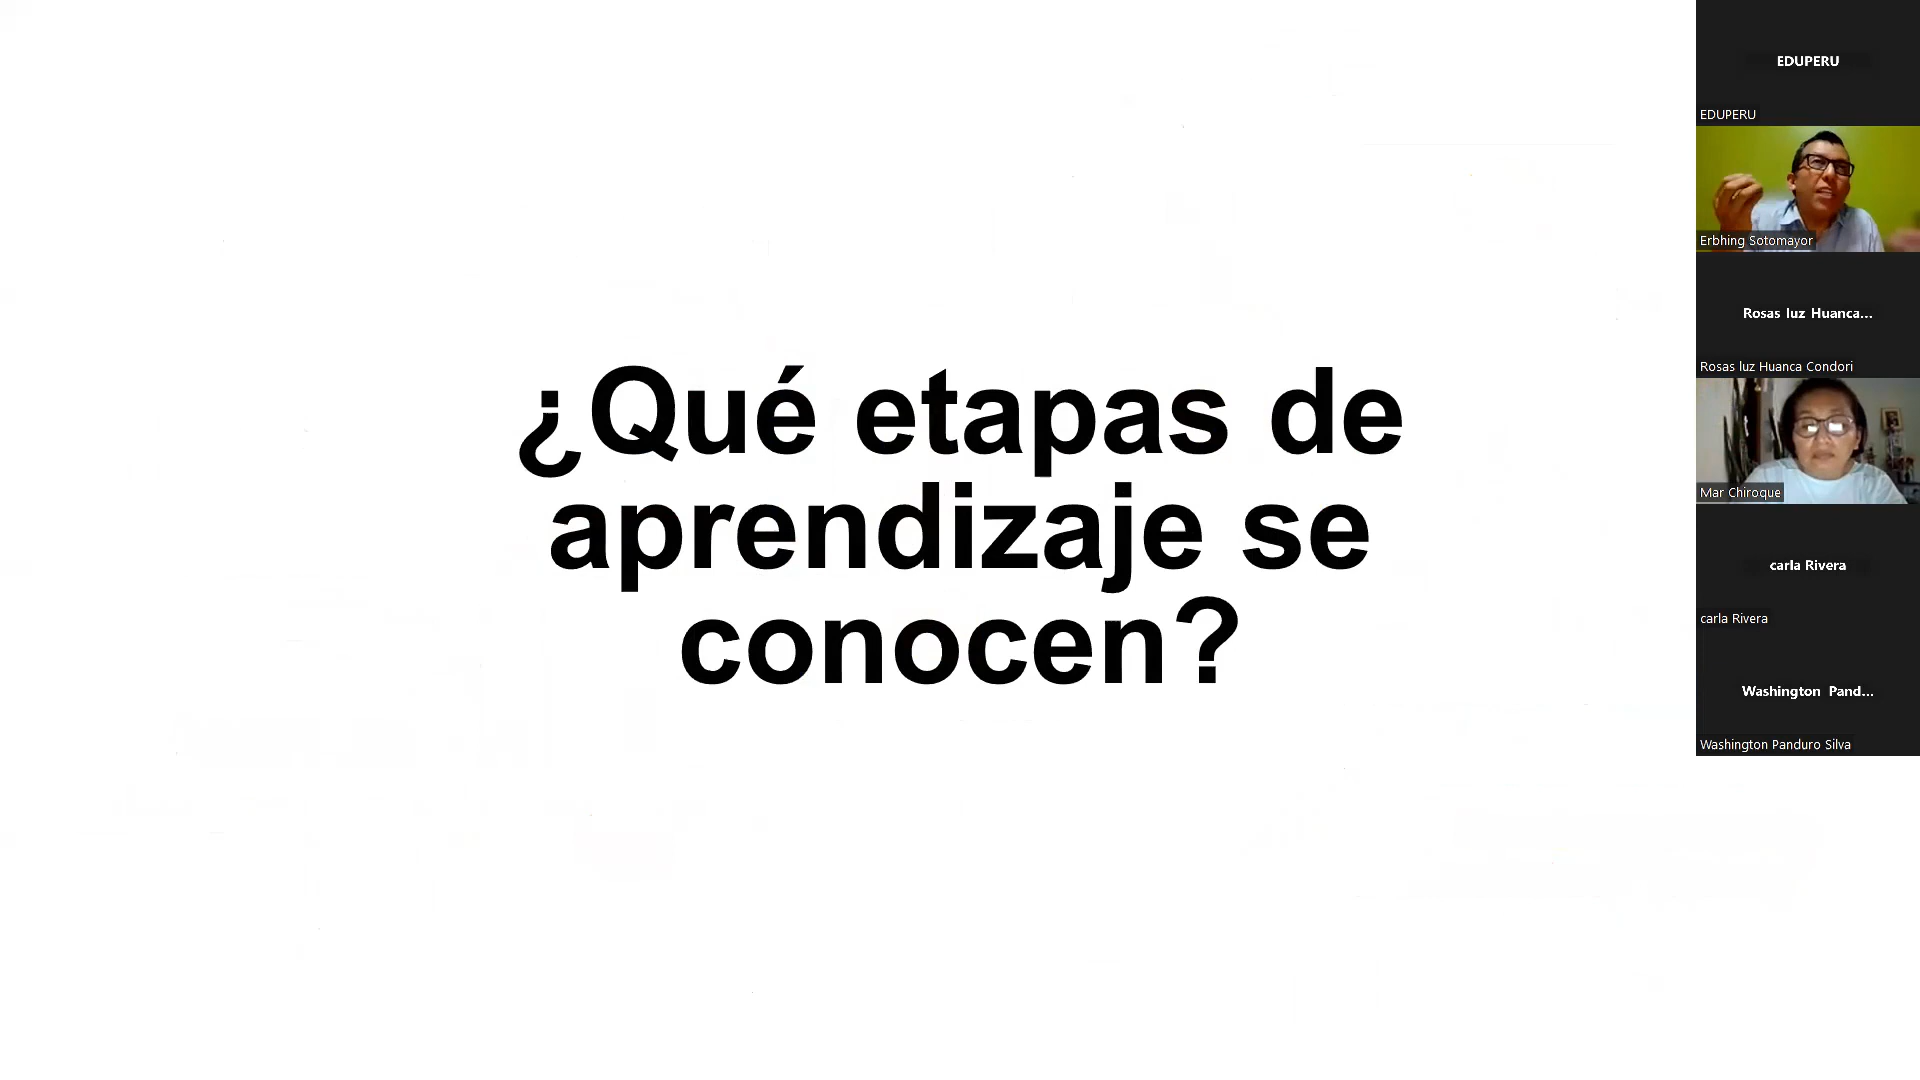 ¿Qué etapas de
aprendizaje se
conocen?
EDUPERU
EDUPERU
Erbhing Sotomayor
Rosas luz Huanca...
Rosas luz Huanca Condori
Mar Chiroque
carla Rivera
carla Rivera
Washington Pand...
Washington Panduro Silva